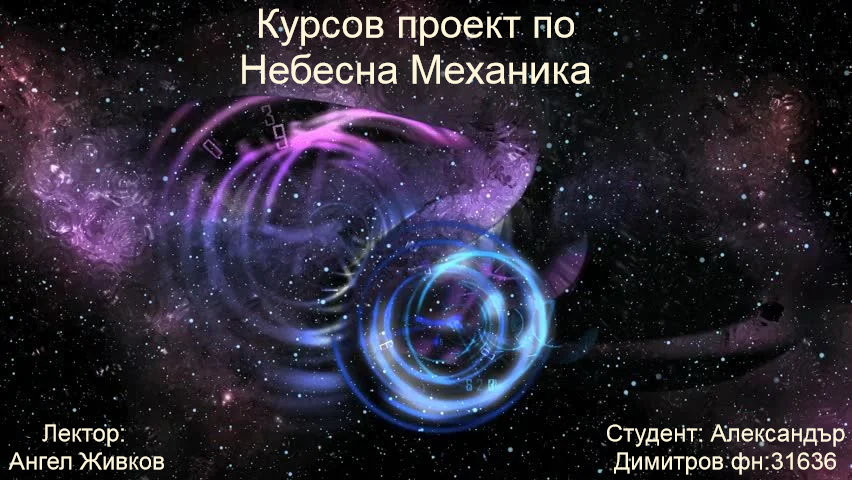 Курсов проект по
Небесна Механика
Лектор:
Ангел Живков
Студент: Александър
Димитров фн:31636